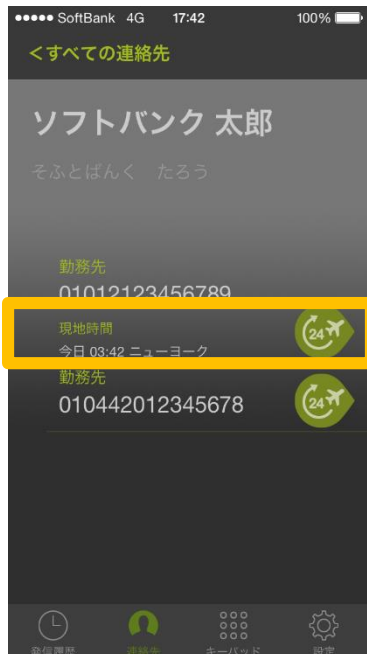 SoftBank 4G 17:42 100%
<すべての連絡先
ソフトバンク 太郎
そふとばんく たろう
勤務先
01012123456789
現地時間
24
今日 03:42 ニューヨーク
勤務先
010442012345678
24
発信履歴 連絡先 キーパッド 設定